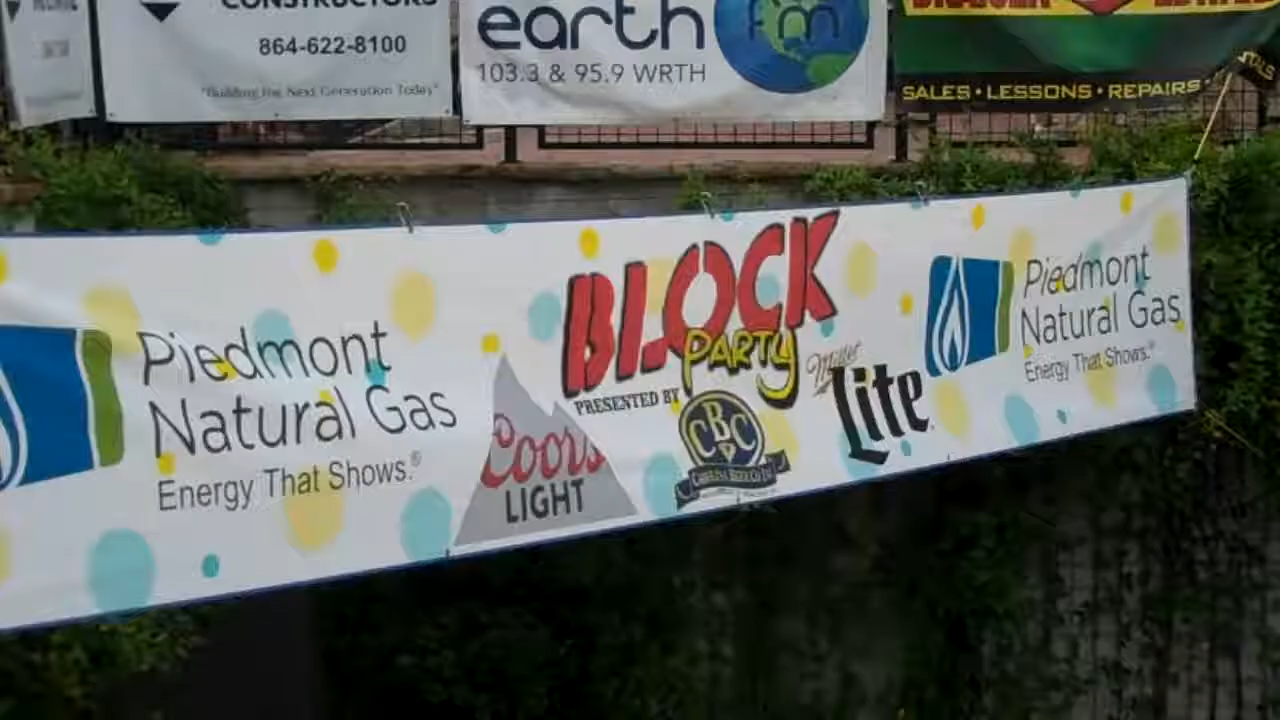 CONSTRUCTORS
864-622-8100
"Building the Next Generation Today"
earth fm
103.3 & 95.9 WRTH
SALES • LESSONS • REPAIRS
Piedmont
Natural Gas
Energy That Shows.®
Coors
LIGHT
BLOCK
PARTY
PRESENTED BY
CBC
Miller
Lite
Piedmont
Natural Gas
Energy That Shows.®